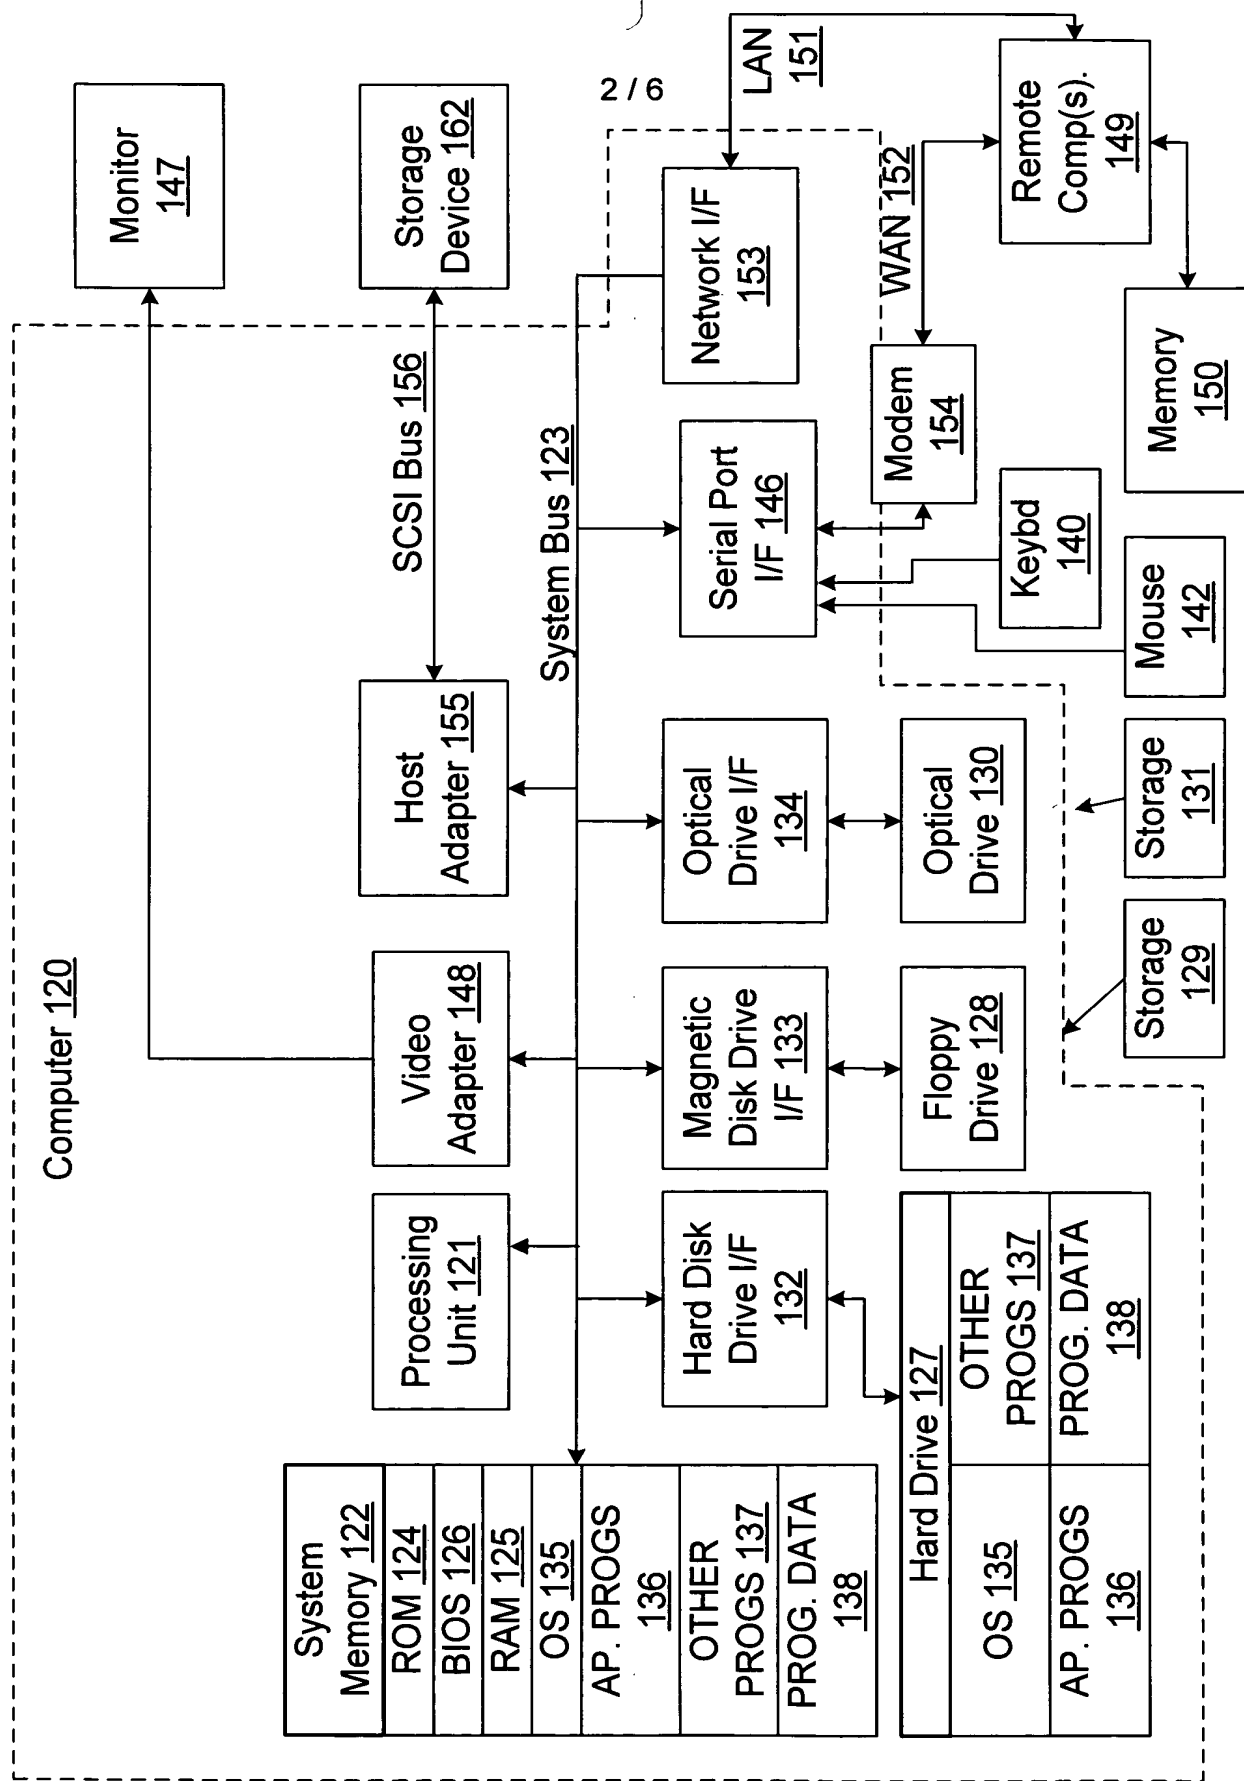 2 / 6
Computer 120
Monitor
147
Storage
Device 162
SCSI Bus 156
System Bus 123
System
Memory 122
ROM 124
BIOS 126
RAM 125
OS 135
AP. PROGS
136
OTHER
PROGS 137
PROG. DATA
138
Processing
Unit 121
Video
Adapter 148
Host
Adapter 155
Hard Disk
Drive I/F
132
Magnetic
Disk Drive
I/F 133
Optical
Drive I/F
134
Serial Port
I/F 146
Network I/F
153
LAN
151
Hard Drive 127
OS 135
OTHER
PROGS 137
AP. PROGS
136
PROG. DATA
138
Floppy
Drive 128
Optical
Drive 130
Modem
154
WAN 152
Remote
Comp(s).
149
Storage
129
Storage
131
Mouse
142
Keybd
140
Memory
150